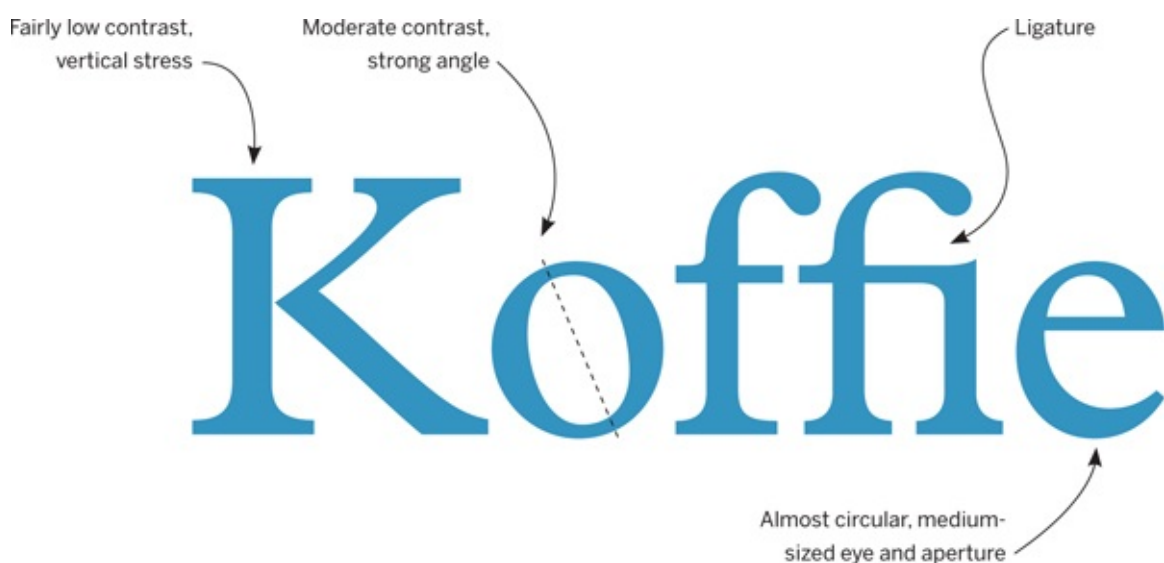 Fairly low contrast,
vertical stress
Moderate contrast,
strong angle
Ligature
Koffie
Almost circular, medium-
sized eye and aperture